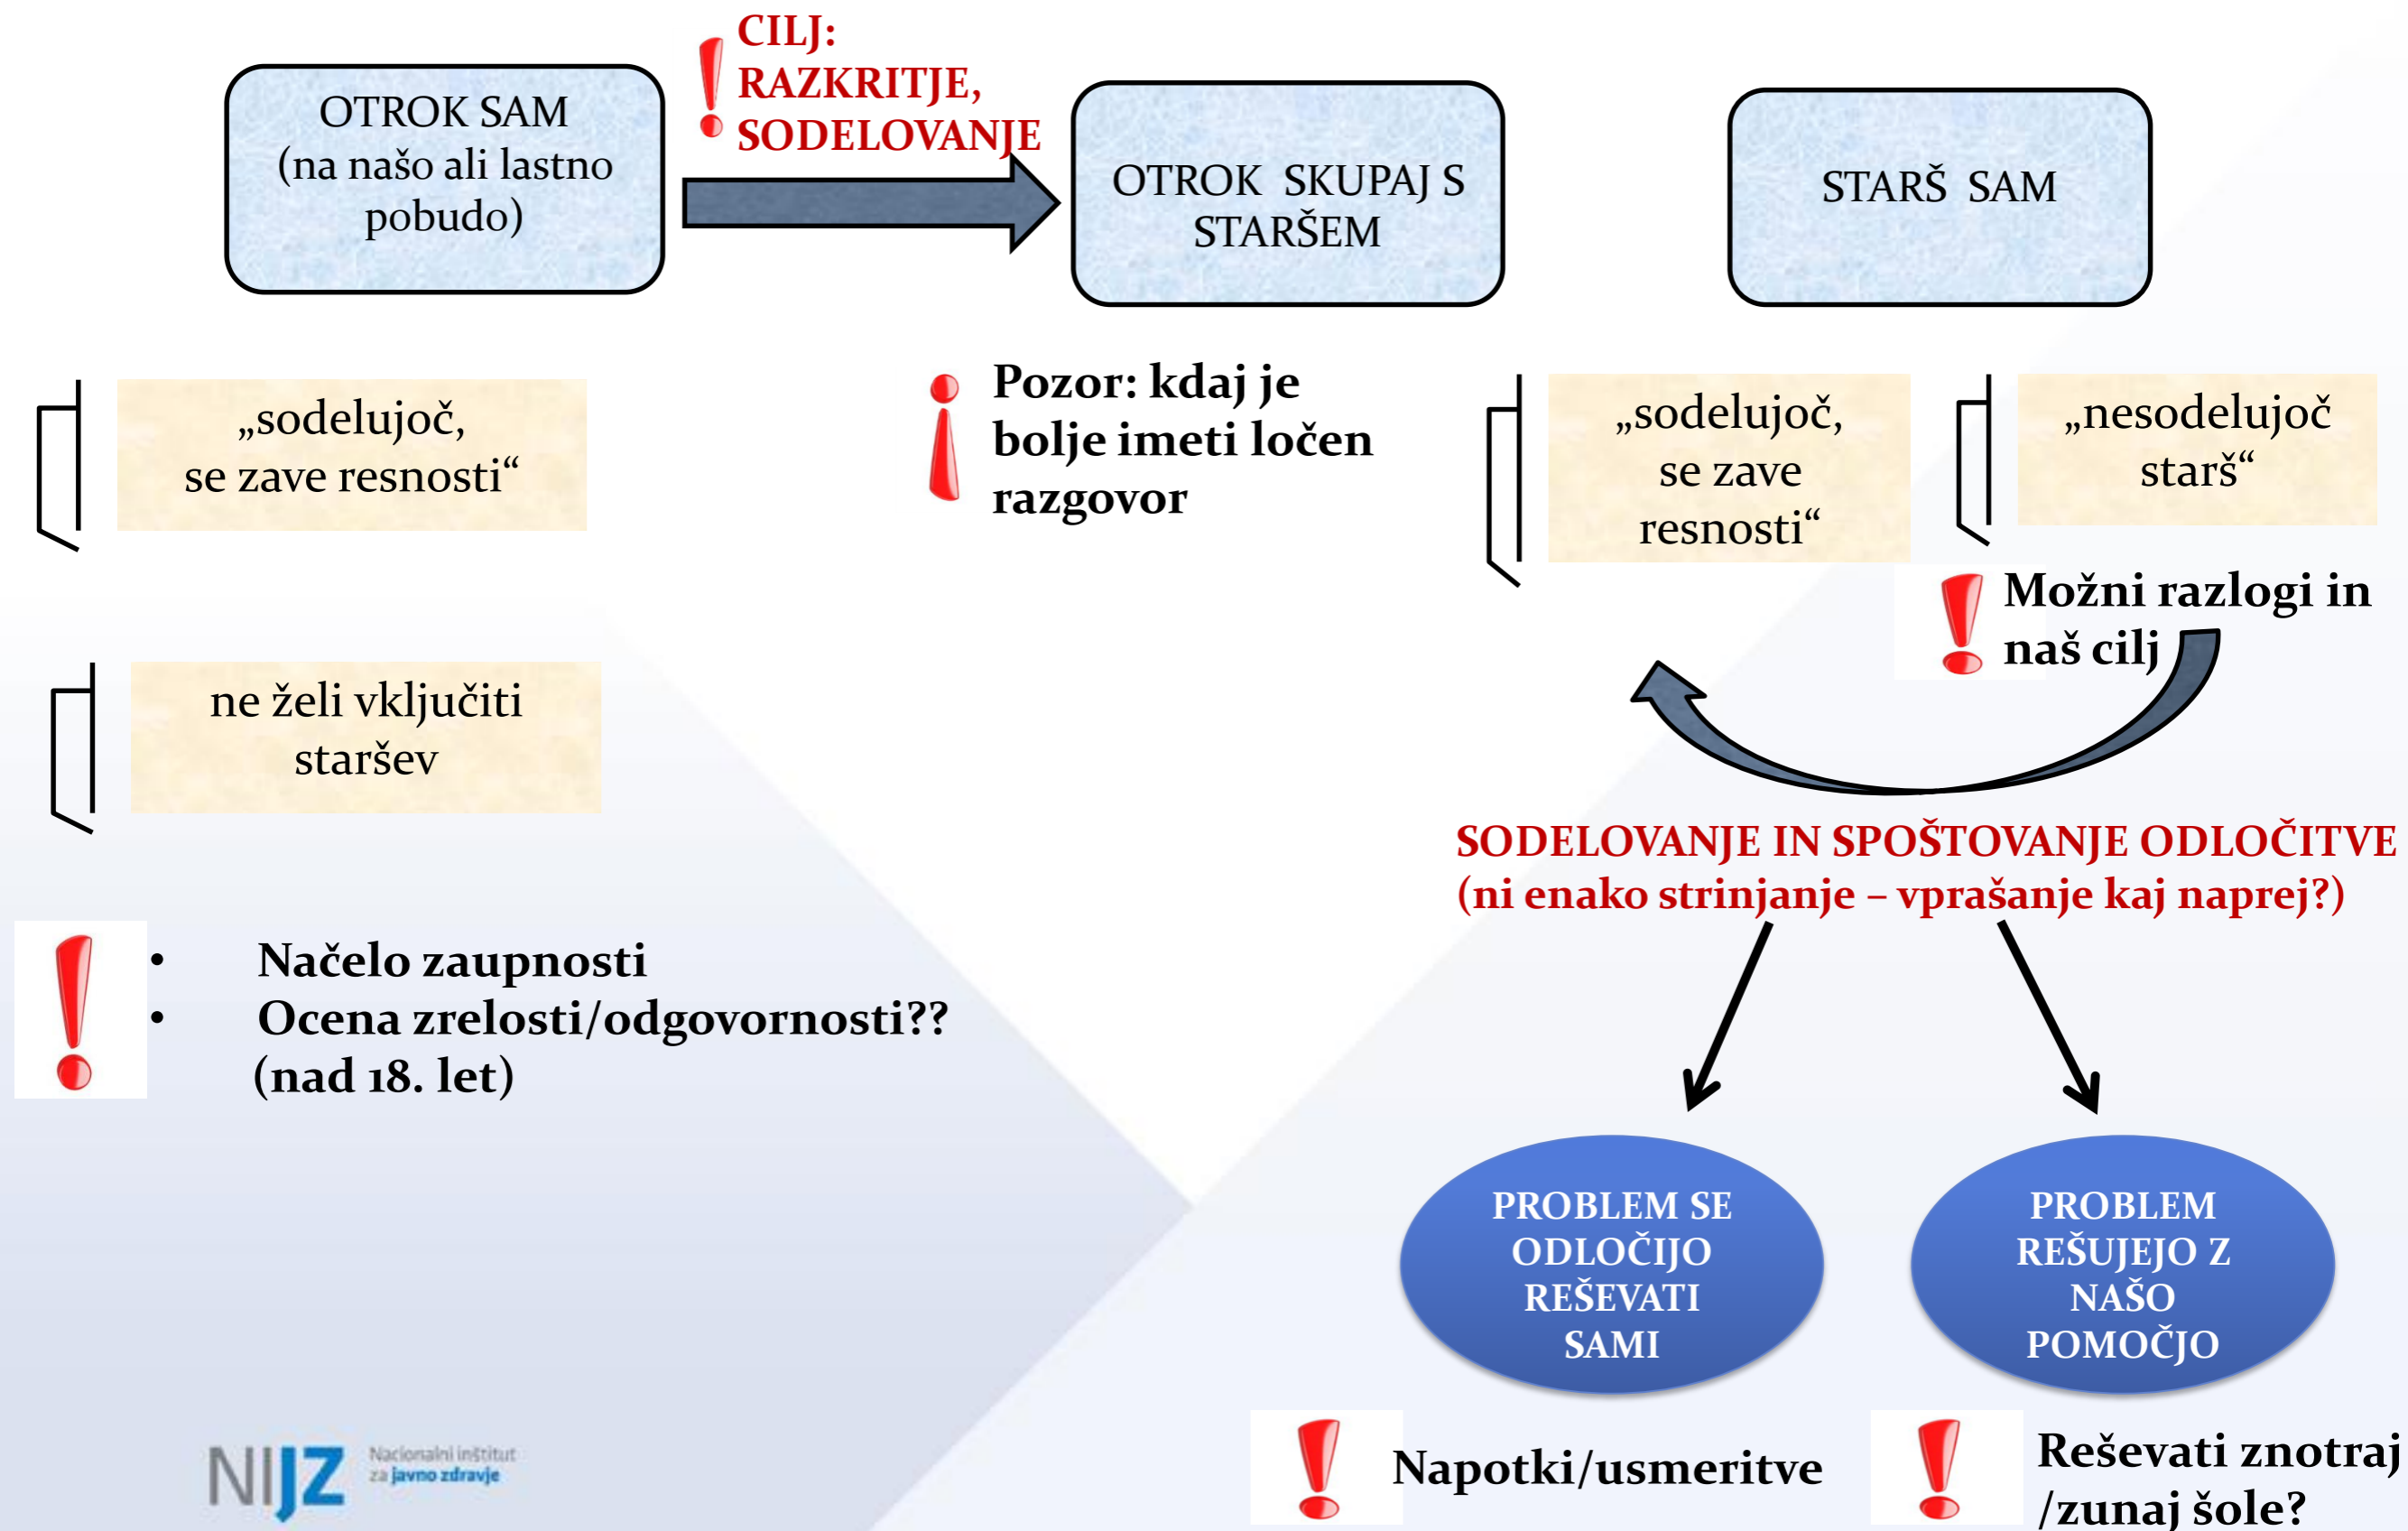 CILJ:
RAZKRITJE,
SODELOVANJE
OTROK SAM
(na našo ali lastno
pobudo)
OTROK SKUPAJ S
STARŠEM
STARŠ SAM
„sodelujoč,
se zave resnosti“
ne želi vključiti
staršev
• Načelo zaupnosti
• Ocena zrelosti/odgovornosti??
(nad 18. let)
Pozor: kdaj je
bolje imeti ločen
razgovor
„sodelujoč,
se zave
resnosti“
„nesodelujoč
starš“
Možni razlogi in
naš cilj
SODELOVANJE IN SPOŠTOVANJE ODLOČITVE
(ni enako strinjanje – vprašanje kaj naprej?)
PROBLEM SE
ODLOČIJO
REŠEVATI
SAMI
PROBLEM
REŠUJEJO Z
NAŠO
POMOČJO
Napotki/usmeritve
Reševati znotraj
/zunaj šole?
NIJZ
Nacionalni inštitut
za javno zdravje